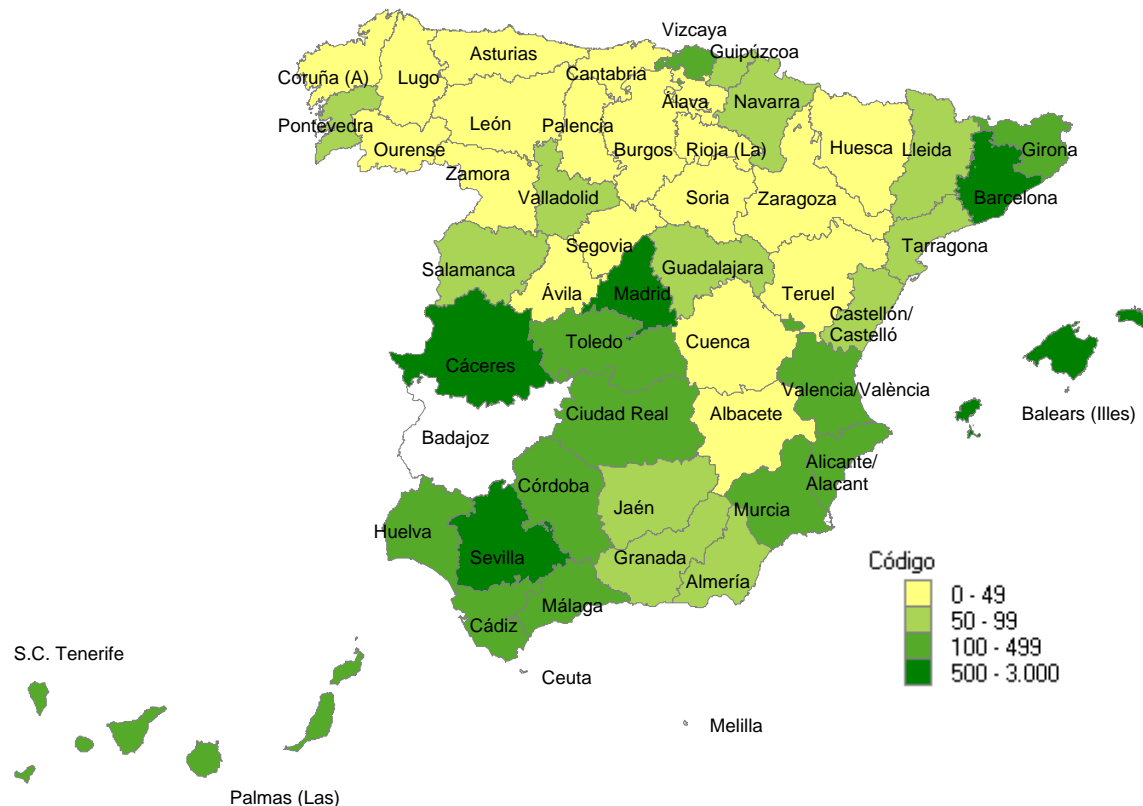 Vizcaya
Asturias
Guipúzcoa
Coruña (A)
Lugo
Cantabria
Álava
Navarra
Pontevedra
León
Palencia
Ourense
Burgos
Rioja (La)
Huesca
Lleida
Girona
Zamora
Valladolid
Soria
Zaragoza
Barcelona
Segovia
Tarragona
Salamanca
Guadalajara
Ávila
Madrid
Teruel
Castellón/
Castelló
Toledo
Cuenca
Cáceres
Valencia/València
Ciudad Real
Albacete
Balears (Illes)
Badajoz
Alicante/
Alacant
Córdoba
Jaén
Murcia
Huelva
Sevilla
Granada
Almería
Málaga
Cádiz
Código
0 - 49
50 - 99
100 - 499
500 - 3.000
S.C. Tenerife
Ceuta
Melilla
Palmas (Las)